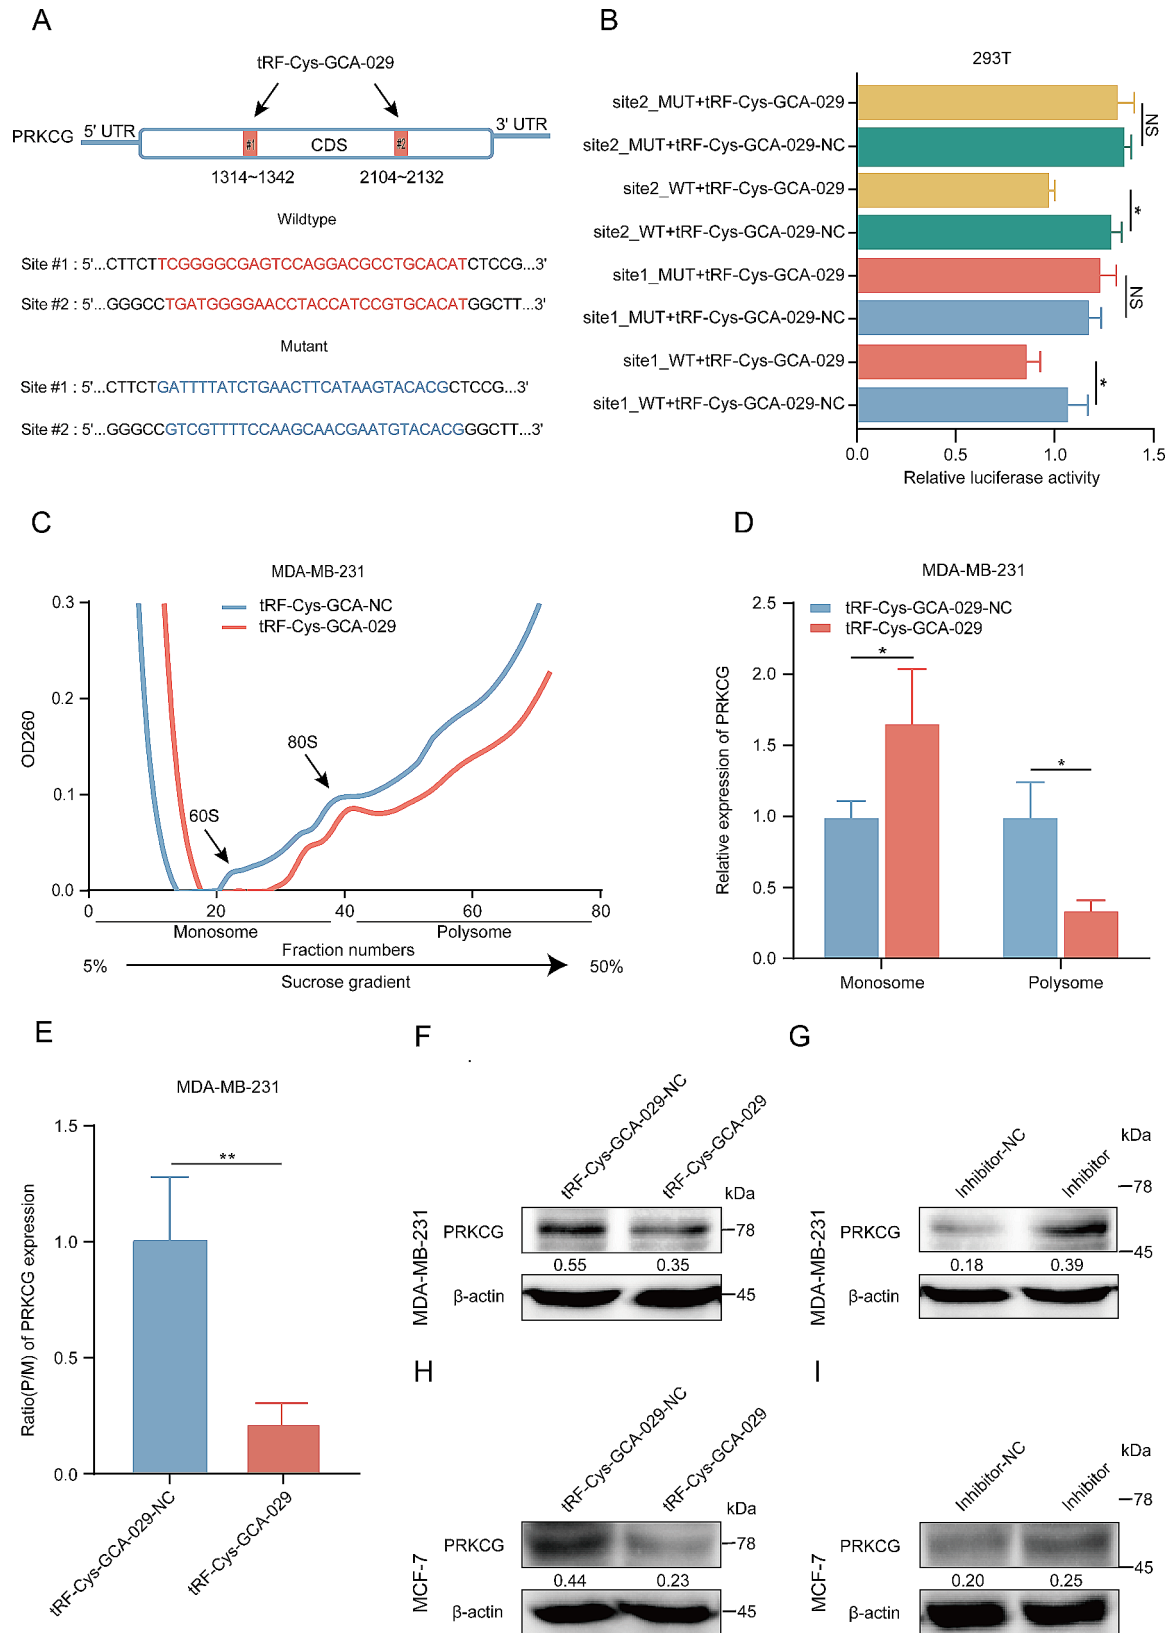 A
tRF-Cys-GCA-029
PRKCG
5' UTR
#1
CDS
#2
3' UTR
1314~1342
2104~2132
Wildtype
Site #1 : 5'...CTTCTTCGGGGCGAGTCCAGGACGCCTGCACATCTCCG...3'
Site #2 : 5'...GGGCCTGATGGGGAACCTACCATCCGTGCACATGGCTT...3'
Mutant
Site #1 : 5'...CTTCTGATTTTATCTGAACTTCATAAGTACACGCTCCG...3'
Site #2 : 5'...GGGCCGTCGTTTTCCAAGCAACGAATGTACACGGGCTT...3'
B
293T
site2_MUT+tRF-Cys-GCA-029
site2_MUT+tRF-Cys-GCA-029-NC
NS
site2_WT+tRF-Cys-GCA-029
site2_WT+tRF-Cys-GCA-029-NC
*
site1_MUT+tRF-Cys-GCA-029
site1_MUT+tRF-Cys-GCA-029-NC
NS
site1_WT+tRF-Cys-GCA-029
site1_WT+tRF-Cys-GCA-029-NC
*
0.0 0.5 1.0 1.5
Relative luciferase activity
C
MDA-MB-231
tRF-Cys-GCA-NC
tRF-Cys-GCA-029
OD260
0.3
0.2
0.1
0.0
60S
80S
0 20 40 60 80
Monosome Polysome
Fraction numbers
5% 50%
Sucrose gradient
D
MDA-MB-231
tRF-Cys-GCA-029-NC
tRF-Cys-GCA-029
Relative expression of PRKCG
2.5
2.0
1.5
1.0
0.5
0.0
*
*
Monosome Polysome
E
MDA-MB-231
Ratio(P/M) of PRKCG expression
1.5
1.0
0.5
0.0
**
tRF-Cys-GCA-029-NC
tRF-Cys-GCA-029
F
tRF-Cys-GCA-029-NC
tRF-Cys-GCA-029
kDa
MDA-MB-231
PRKCG
78
0.55 0.35
β-actin
45
G
Inhibitor-NC
Inhibitor
kDa
78
MDA-MB-231
PRKCG
45
0.18 0.39
β-actin
H
tRF-Cys-GCA-029-NC
tRF-Cys-GCA-029
kDa
MCF-7
PRKCG
78
0.44 0.23
β-actin
45
I
Inhibitor-NC
Inhibitor
kDa
78
MCF-7
PRKCG
45
0.20 0.25
β-actin